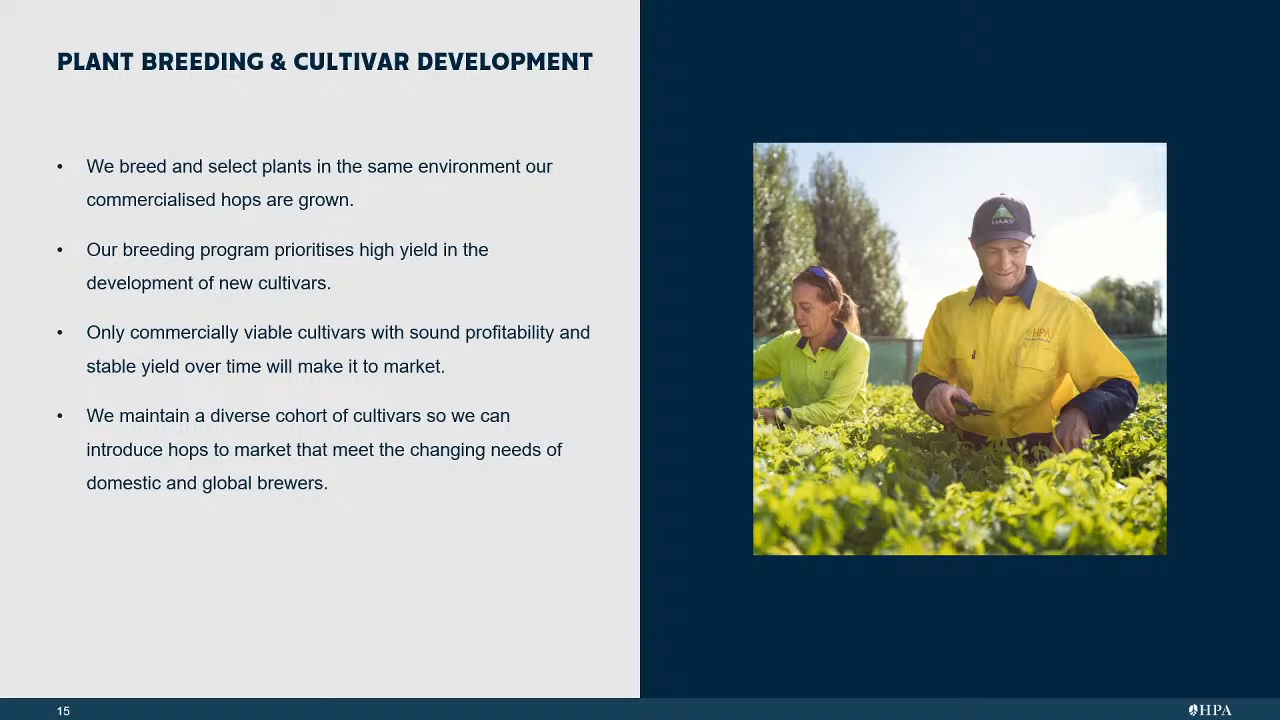 PLANT BREEDING & CULTIVAR DEVELOPMENT
• We breed and select plants in the same environment our
commercialised hops are grown.
• Our breeding program prioritises high yield in the
development of new cultivars.
• Only commercially viable cultivars with sound profitability and
stable yield over time will make it to market.
• We maintain a diverse cohort of cultivars so we can
introduce hops to market that meet the changing needs of
domestic and global brewers.
HAAS
HPA
15
HPA